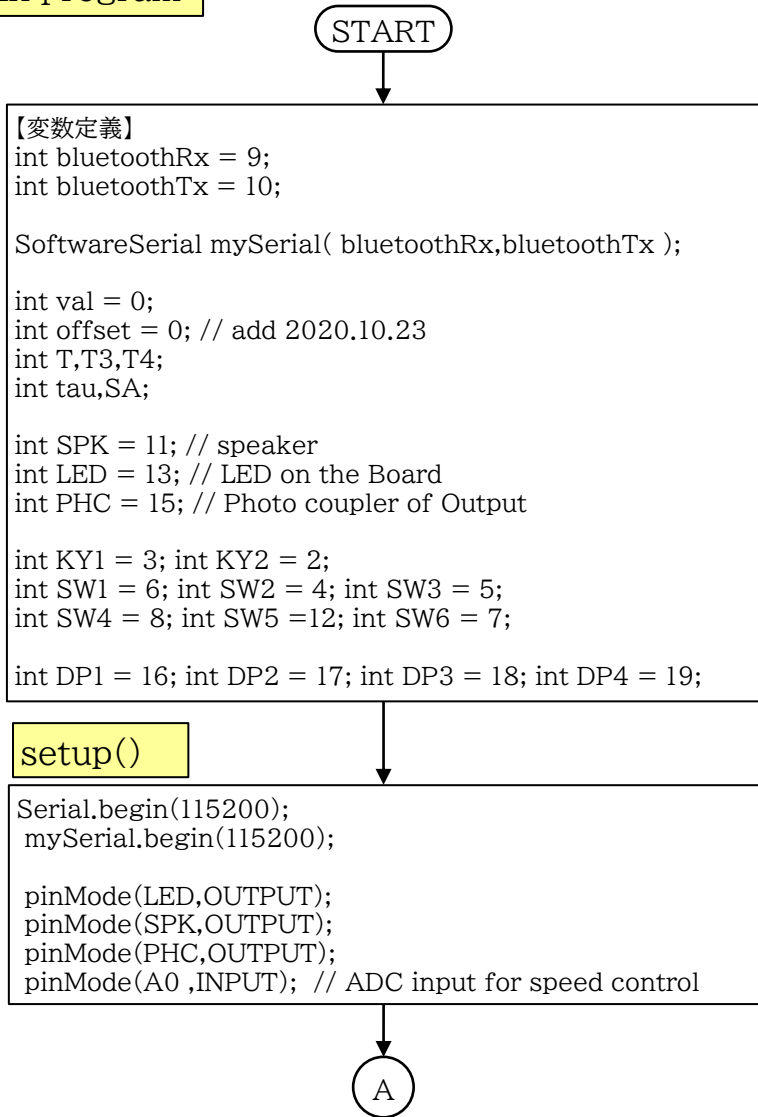 START
【変数定義】
int bluetoothRx = 9;
int bluetoothTx = 10;
SoftwareSerial mySerial( bluetoothRx,bluetoothTx );
int val = 0;
int offset = 0; // add 2020.10.23
int T,T3,T4;
int tau,SA;
int SPK = 11; // speaker
int LED = 13; // LED on the Board
int PHC = 15; // Photo coupler of Output
int KY1 = 3; int KY2 = 2;
int SW1 = 6; int SW2 = 4; int SW3 = 5;
int SW4 = 8; int SW5 =12; int SW6 = 7;
int DP1 = 16; int DP2 = 17; int DP3 = 18; int DP4 = 19;
setup()
Serial.begin(115200);
mySerial.begin(115200);
pinMode(LED,OUTPUT);
pinMode(SPK,OUTPUT);
pinMode(PHC,OUTPUT);
pinMode(A0 ,INPUT); // ADC input for speed control
A